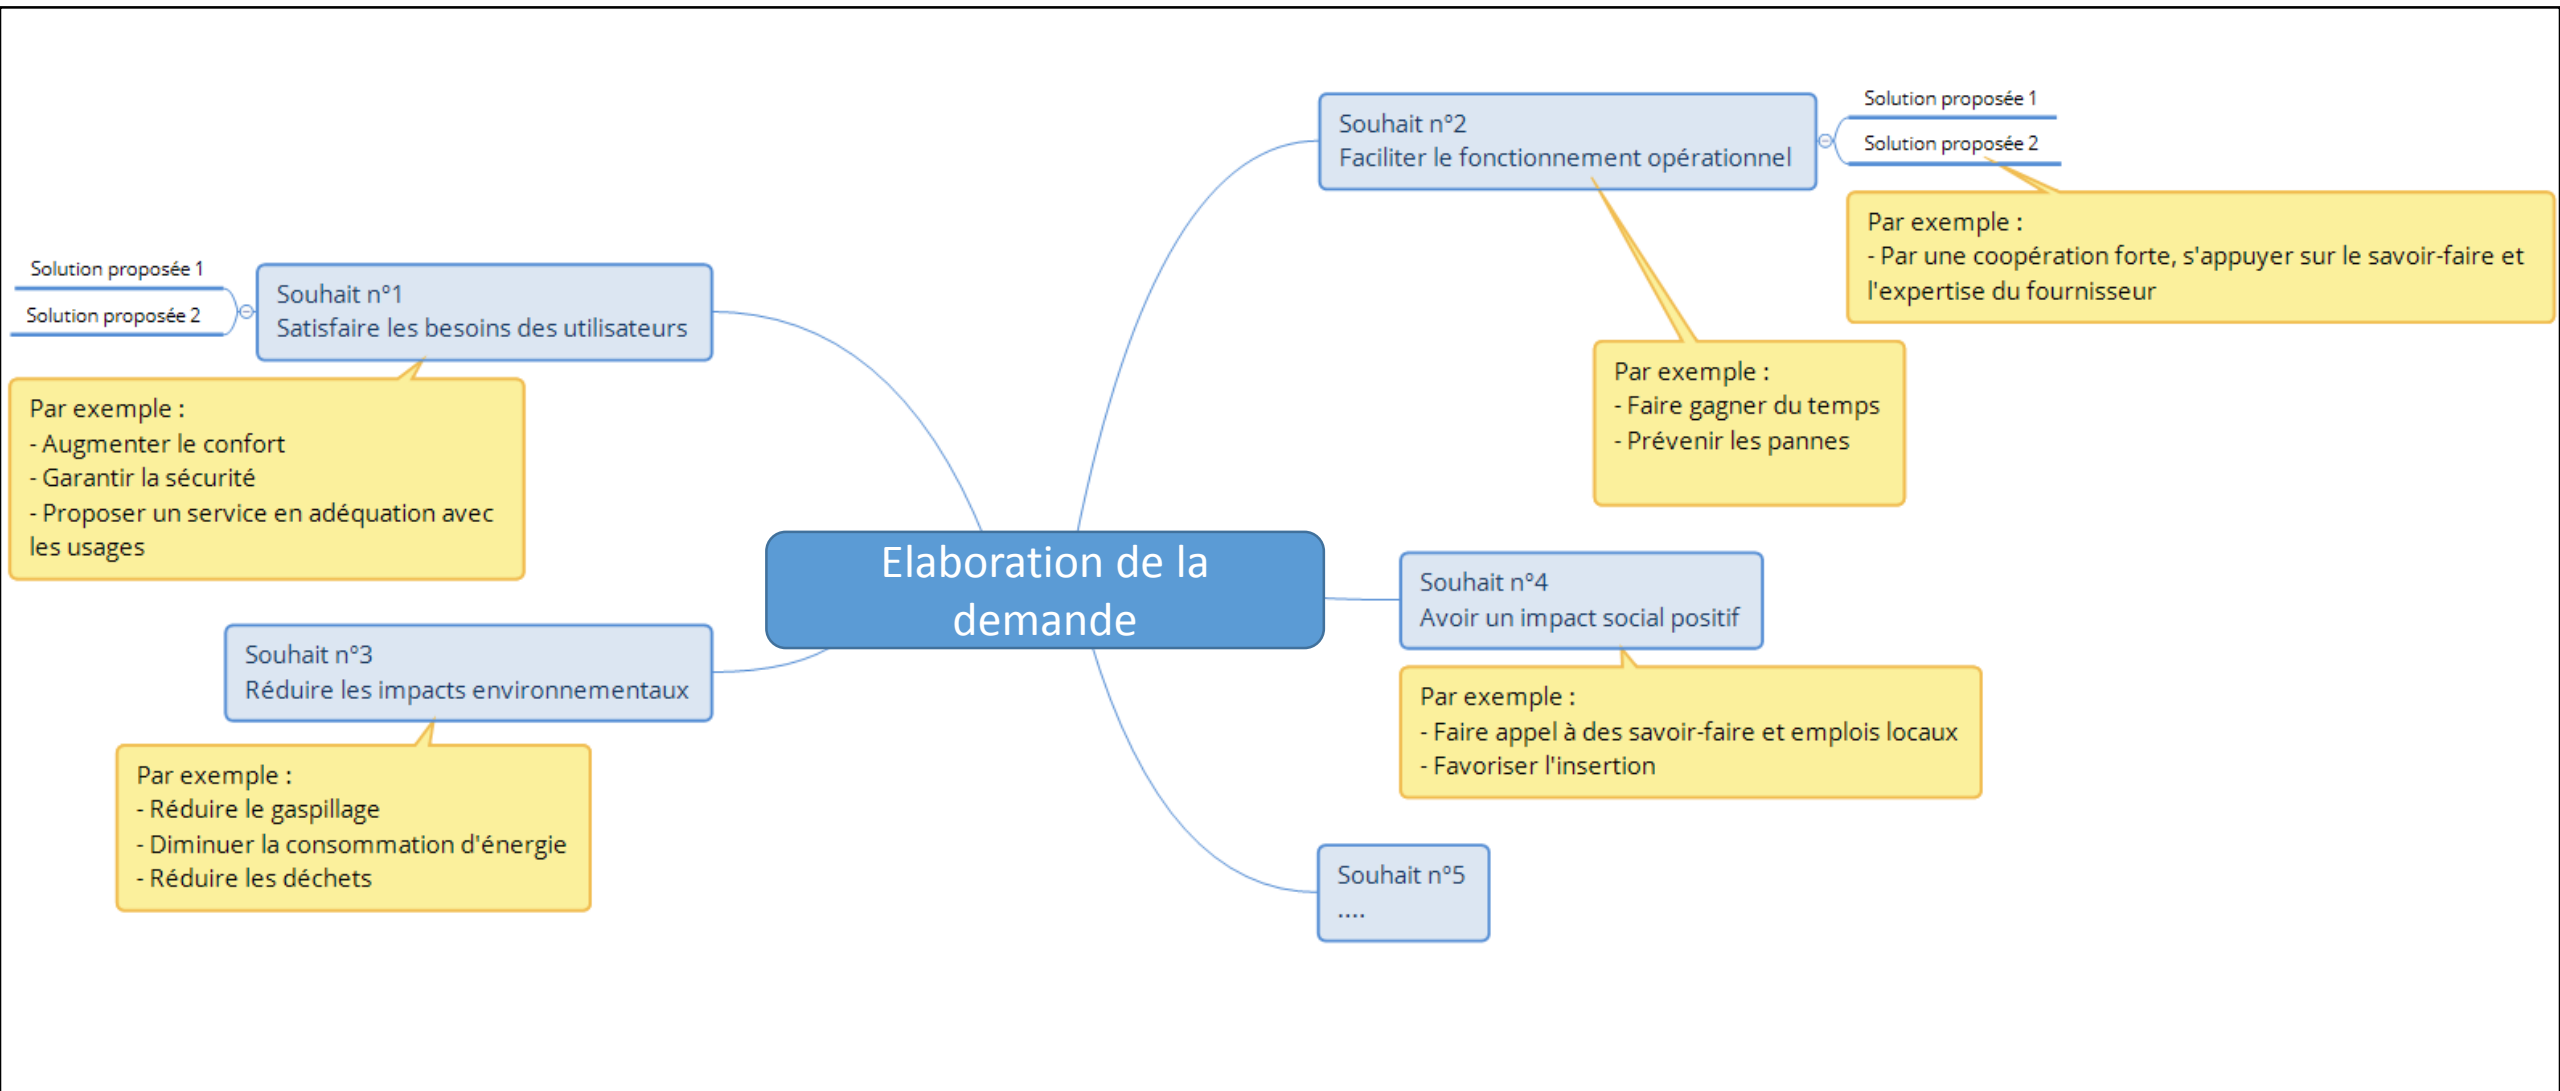 Solution proposée 1
Solution proposée 2
Souhait n°1
Satisfaire les besoins des utilisateurs
Par exemple :
- Augmenter le confort
- Garantir la sécurité
- Proposer un service en adéquation avec
les usages
Souhait n°2
Faciliter le fonctionnement opérationnel
Solution proposée 1
Solution proposée 2
Par exemple :
- Par une coopération forte, s'appuyer sur le savoir-faire et
l'expertise du fournisseur
Par exemple :
- Faire gagner du temps
- Prévenir les pannes
Elaboration de la
demande
Souhait n°3
Réduire les impacts environnementaux
Par exemple :
- Réduire le gaspillage
- Diminuer la consommation d'énergie
- Réduire les déchets
Souhait n°4
Avoir un impact social positif
Par exemple :
- Faire appel à des savoir-faire et emplois locaux
- Favoriser l'insertion
Souhait n°5
....